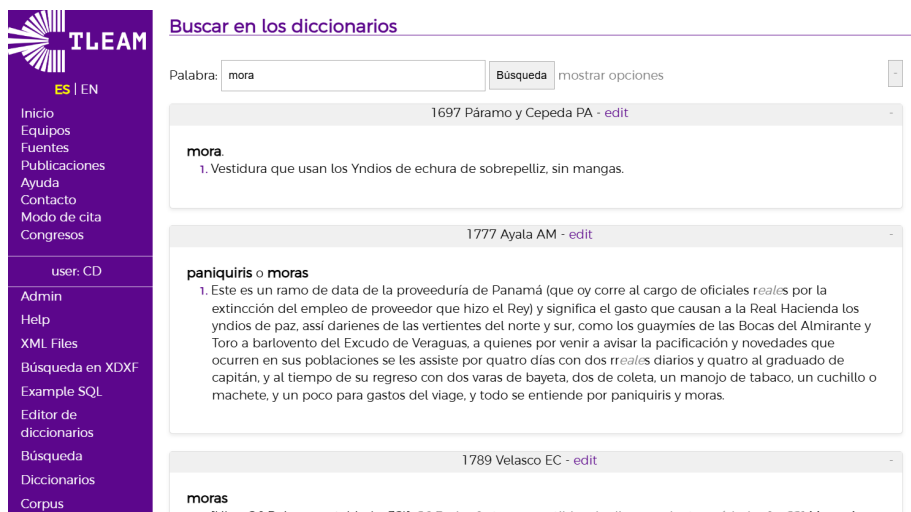 TLEAM
ES | EN
Inicio
Equipos
Fuentes
Publicaciones
Ayuda
Contacto
Modo de cita
Congresos
user: CD
Admin
Help
XML Files
Búsqueda en XDXF
Example SQL
Editor de
diccionarios
Búsqueda
Diccionarios
Corpus
Buscar en los diccionarios
Palabra: mora Búsqueda mostrar opciones -
1697 Páramo y Cepeda PA - edit -
mora.
1. Vestidura que usan los Yndios de echura de sobrepelliz, sin mangas.
1777 Ayala AM - edit -
paniquiris o moras
1. Este es un ramo de data de la proveeduría de Panamá (que oy corre al cargo de oficiales reales por la
extincción del empleo de proveedor que hizo el Rey) y significa el gasto que causan a la Real Hacienda los
yndios de paz, assí darienes de las vertientes del norte y sur, como los guaymíes de las Bocas del Almirante y
Toro a barlovento del Excudo de Veraguas, a quienes por venir a avisar la pacificación y novedades que
ocurren en sus poblaciones se les assiste por quatro días con dos rreales diarios y quatro al graduado de
capitán, y al tiempo de su regreso con dos varas de bayeta, dos de coleta, un manojo de tabaco, un cuchillo o
machete, y un poco para gastos del viage, y todo se entiende por paniquiris y moras.
1789 Velasco EC - edit -
moras